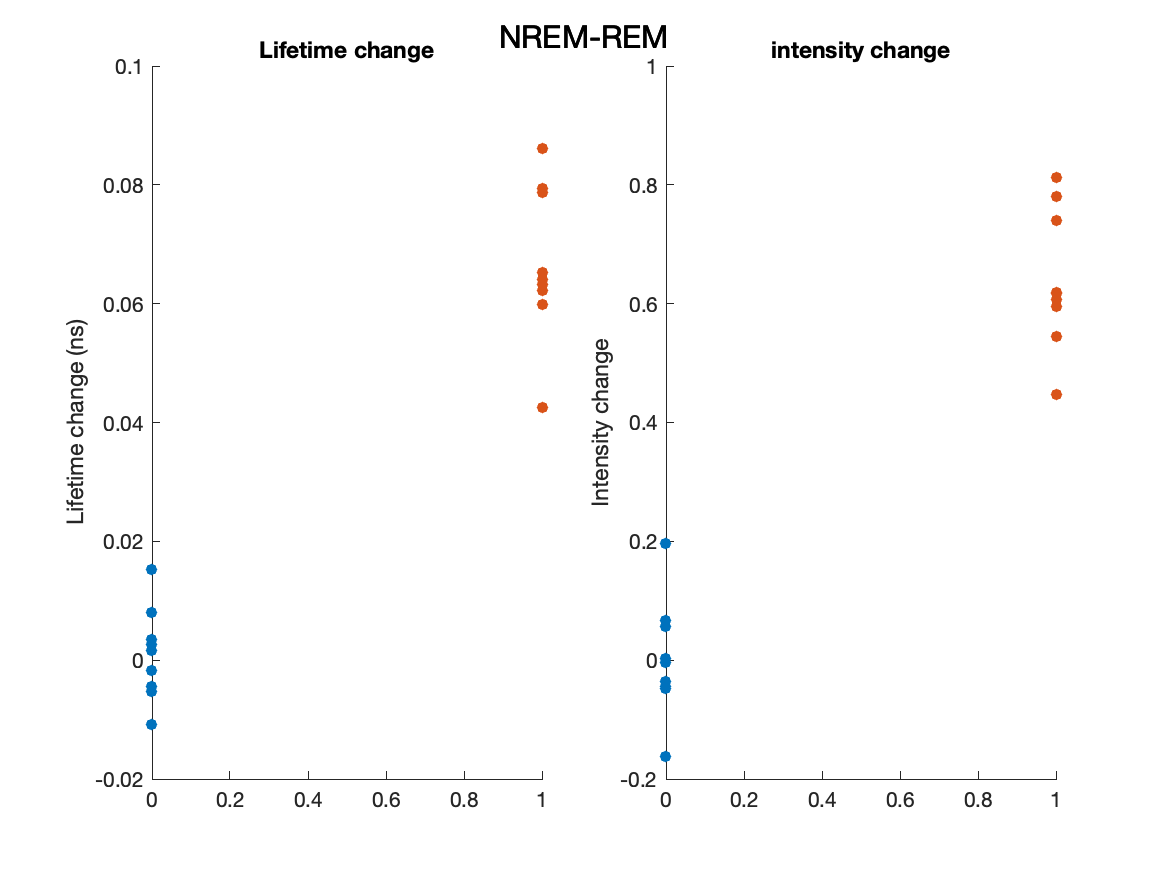 NREM-REM
Lifetime change
Lifetime change (ns)
0.1
0.08
0.06
0.04
0.02
0
-0.02
0 0.2 0.4 0.6 0.8 1
intensity change
Intensity change
1
0.8
0.6
0.4
0.2
0
-0.2
0 0.2 0.4 0.6 0.8 1